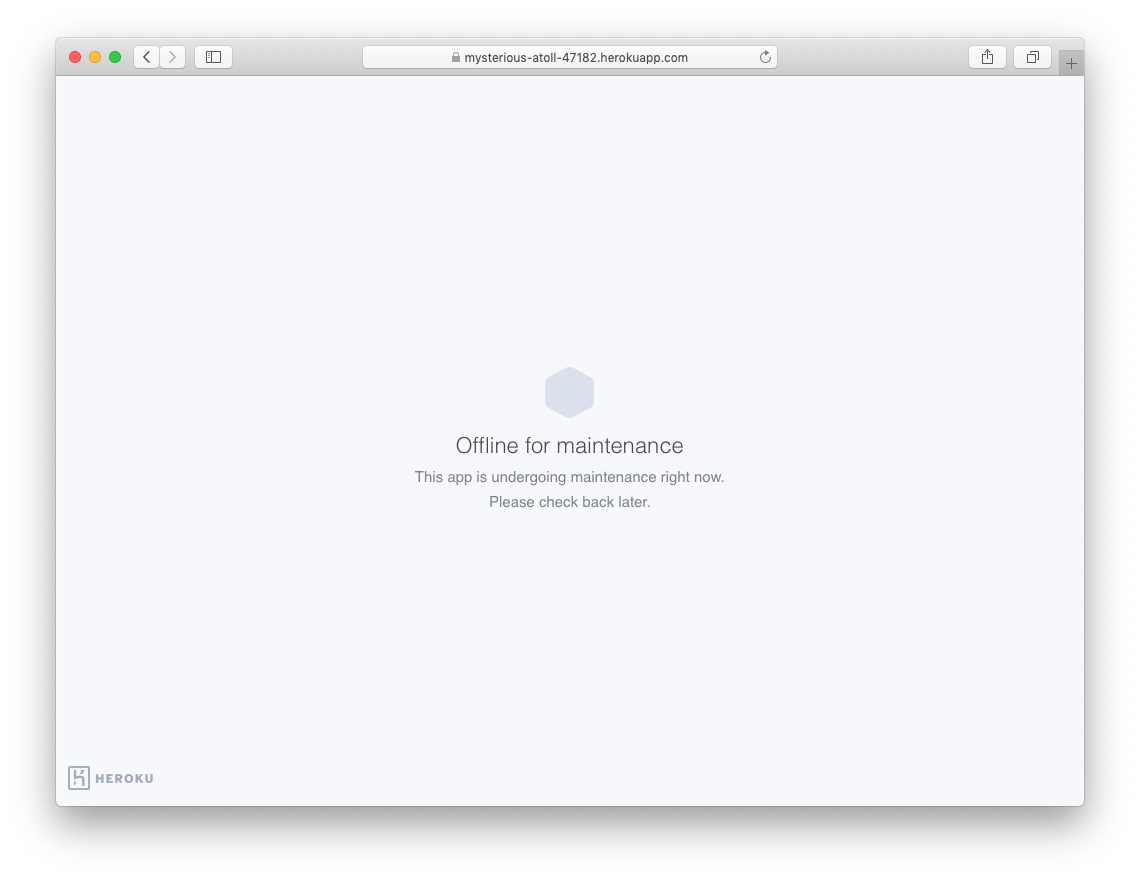 mysterious-atoll-47182.herokuapp.com
Offline for maintenance
This app is undergoing maintenance right now.
Please check back later.
HEROKU